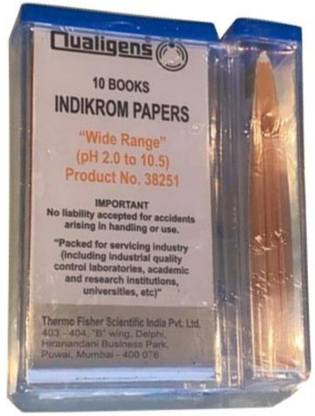 Qualigens
10 BOOKS
INDIKROM PAPERS
"Wide Range"
(pH 2.0 to 10.5)
Product No. 38251
IMPORTANT
No liability accepted for accidents
arising in handling or use.
"Packed for servicing industry
(including industrial quality
control laboratories, academic
and research institutions,
universities, etc)"
Thermo Fisher Scientific India Pvt. Ltd.
403 - 404, "B" wing, Delphi,
Hiranandani Business Park,
Puwai, Mumbai - 400 076